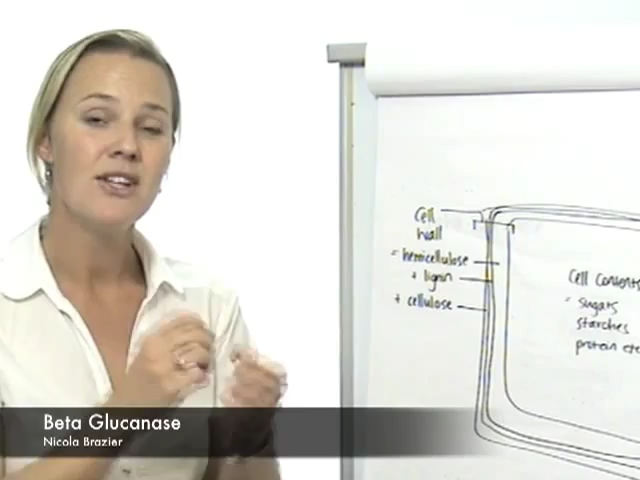 Cell
Wall
= hemicellulose
+ lignin
+ cellulose
Cell Contents
= sugars
starches
protein etc
Beta Glucanase
Nicola Brazier